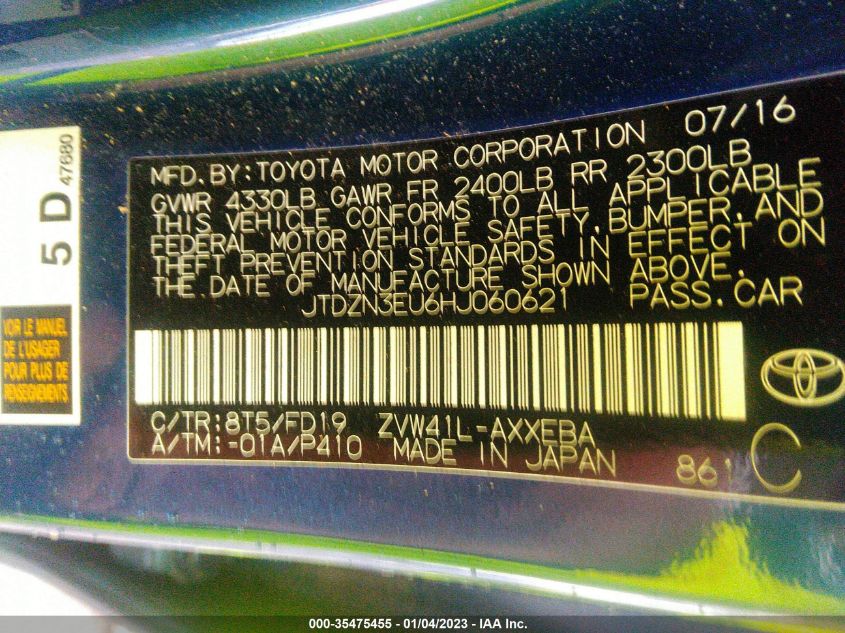 MFD. BY: TOYOTA MOTOR CORPORATION 07/16
GVWR 4330LB GAWR FR 2400LB RR 2300LB
THIS VEHICLE CONFORMS TO ALL APPLICABLE
FEDERAL MOTOR VEHICLE SAFETY, BUMPER, AND
THEFT PREVENTION STANDARDS IN EFFECT ON
THE DATE OF MANUFACTURE SHOWN ABOVE.
JTDZN3EU6HJ060621 PASS. CAR
C/TR: 8T5/FD19 ZVW41L-AXXEBA
A/TM: -01A/P410 MADE IN JAPAN 861
C
5 D
47680
VOIR LE MANUEL
DE L'USAGER
POUR PLUS DE
RENSEIGNEMENTS
000-35475455 - 01/04/2023 - IAA Inc.